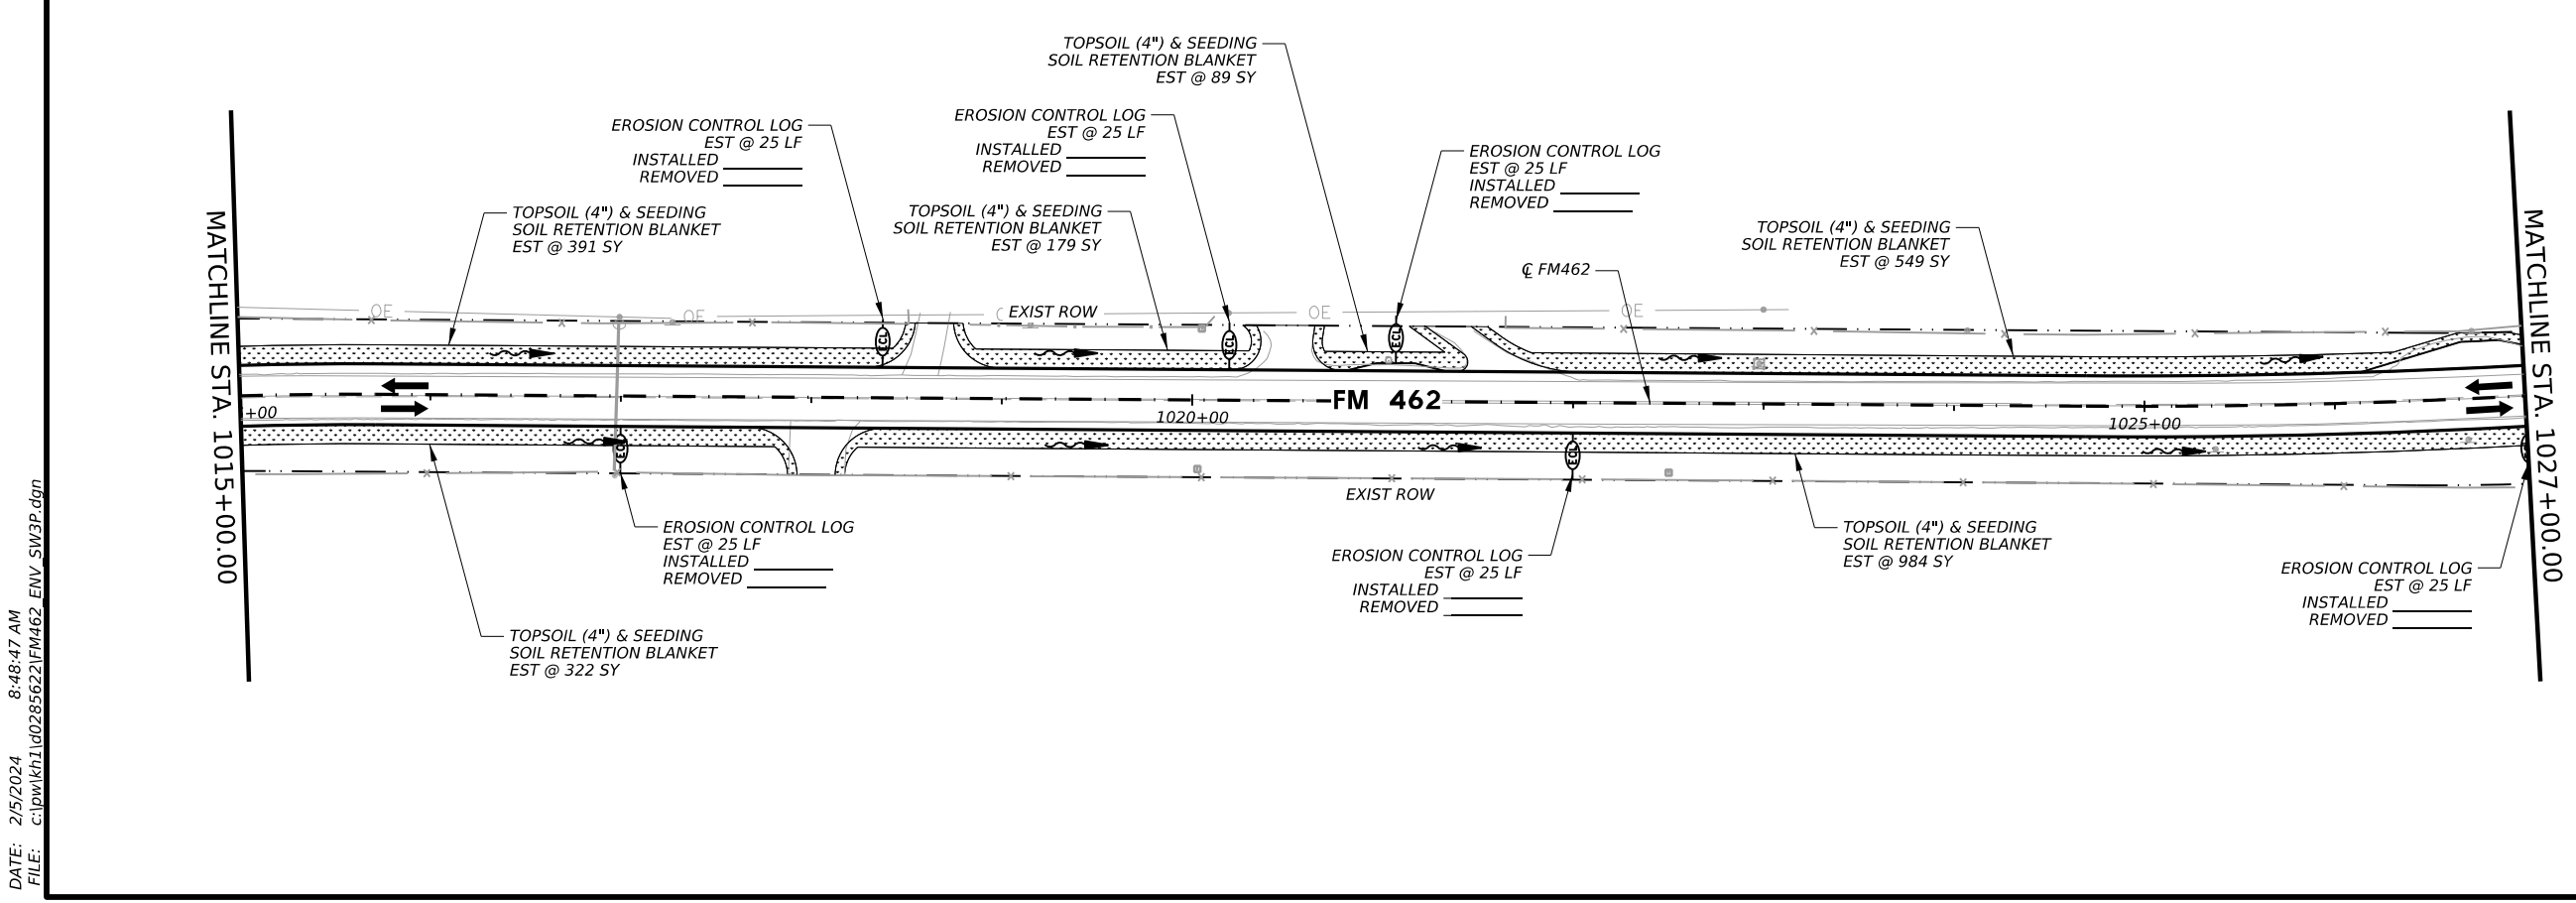 TOPSOIL (4") & SEEDING
SOIL RETENTION BLANKET
EST @ 89 SY
EROSION CONTROL LOG
EST @ 25 LF
INSTALLED
REMOVED
EROSION CONTROL LOG
EST @ 25 LF
INSTALLED
REMOVED
EROSION CONTROL LOG
EST @ 25 LF
INSTALLED
REMOVED
TOPSOIL (4") & SEEDING
SOIL RETENTION BLANKET
EST @ 391 SY
TOPSOIL (4") & SEEDING
SOIL RETENTION BLANKET
EST @ 179 SY
TOPSOIL (4") & SEEDING
SOIL RETENTION BLANKET
EST @ 549 SY
℄ FM462
MATCHLINE STA. 1015+00.00
MATCHLINE STA. 1027+00.00
OE
OE
EXIST ROW
OE
OE
ECL
ECL
ECL
FM 462
+00
1020+00
1025+00
ECL
ECL
EXIST ROW
EROSION CONTROL LOG
EST @ 25 LF
INSTALLED
REMOVED
EROSION CONTROL LOG
EST @ 25 LF
INSTALLED
REMOVED
TOPSOIL (4") & SEEDING
SOIL RETENTION BLANKET
EST @ 984 SY
EROSION CONTROL LOG
EST @ 25 LF
INSTALLED
REMOVED
TOPSOIL (4") & SEEDING
SOIL RETENTION BLANKET
EST @ 322 SY
DATE: 2/5/2024 8:48:47 AM
FILE: c:\pw\kh1\d0285622\FM462_ENV_SW3P.dgn